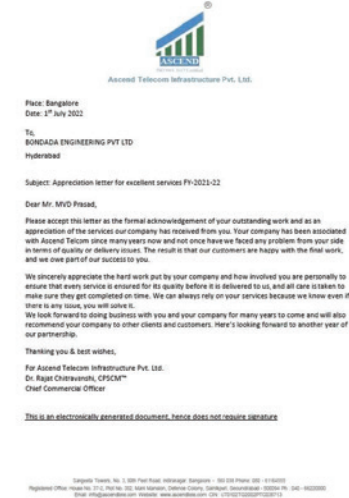 ®
ASCEND
Ascend Telecom Infrastructure Pvt. Ltd.
Place: Bangalore
Date: 1st July 2022
To,
BONDADA ENGINEERING PVT LTD
Hyderabad
Subject: Appreciation letter for excellent services FY-2021-22
Dear Mr. MVD Prasad,
Please accept this letter as the formal acknowledgement of your outstanding work and as an
appreciation of the services our company has received from you. Your company has been associated
with Ascend Telcom since many years now and not once have we faced any problem from your side
in terms of quality or delivery issues. The result is that our customers are happy with the final work,
and we owe part of our success to you.
We sincerely appreciate the hard work put by your company and how involved you are personally to
ensure that every service is ensured for its quality before it is delivered to us, and all care is taken to
make sure they get completed on time. We can always rely on your services because we know even if
there is any issue, you will solve it.
We look forward to doing business with you and your company for many years to come and will also
recommend your company to other clients and customers. Here's looking forward to another year of
our partnership.
Thanking you & best wishes,
For Ascend Telecom Infrastructure Pvt. Ltd.
Dr. Rajat Chitravanshi, CPSCM™
Chief Commercial Officer
This is an electronically generated document, hence does not require signature